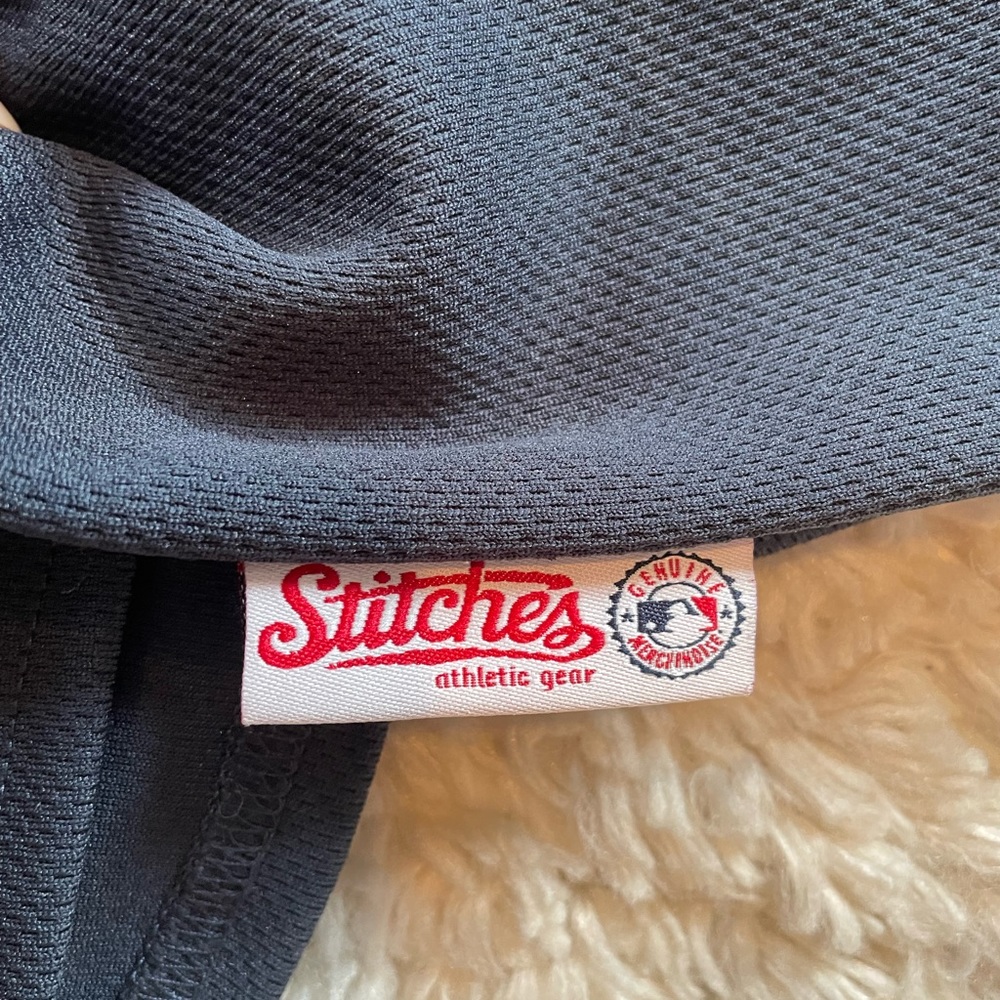 Stitches
athletic gear
GENUINE
MERCHANDISE